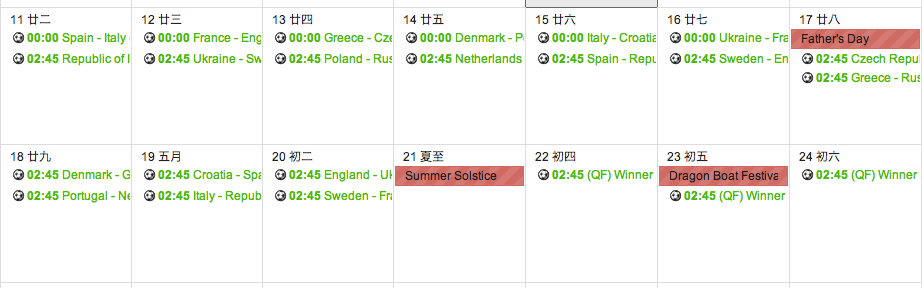 11 廿二
00:00 Spain - Italy
02:45 Republic of
12 廿三
00:00 France - Eng
02:45 Ukraine - Sw
13 廿四
00:00 Greece - Cze
02:45 Poland - Rus
14 廿五
00:00 Denmark - Po
02:45 Netherlands
15 廿六
00:00 Italy - Croatia
02:45 Spain - Repu
16 廿七
00:00 Ukraine - Fra
02:45 Sweden - En
17 廿八
Father's Day
02:45 Czech Repu
02:45 Greece - Rus
18 廿九
02:45 Denmark - G
02:45 Portugal - Ne
19 五月
02:45 Croatia - Spa
02:45 Italy - Repub
20 初二
02:45 England - Uk
02:45 Sweden - Fra
21 夏至
Summer Solstice
22 初四
02:45 (QF) Winner
23 初五
Dragon Boat Festiva
02:45 (QF) Winner
24 初六
02:45 (QF) Winner